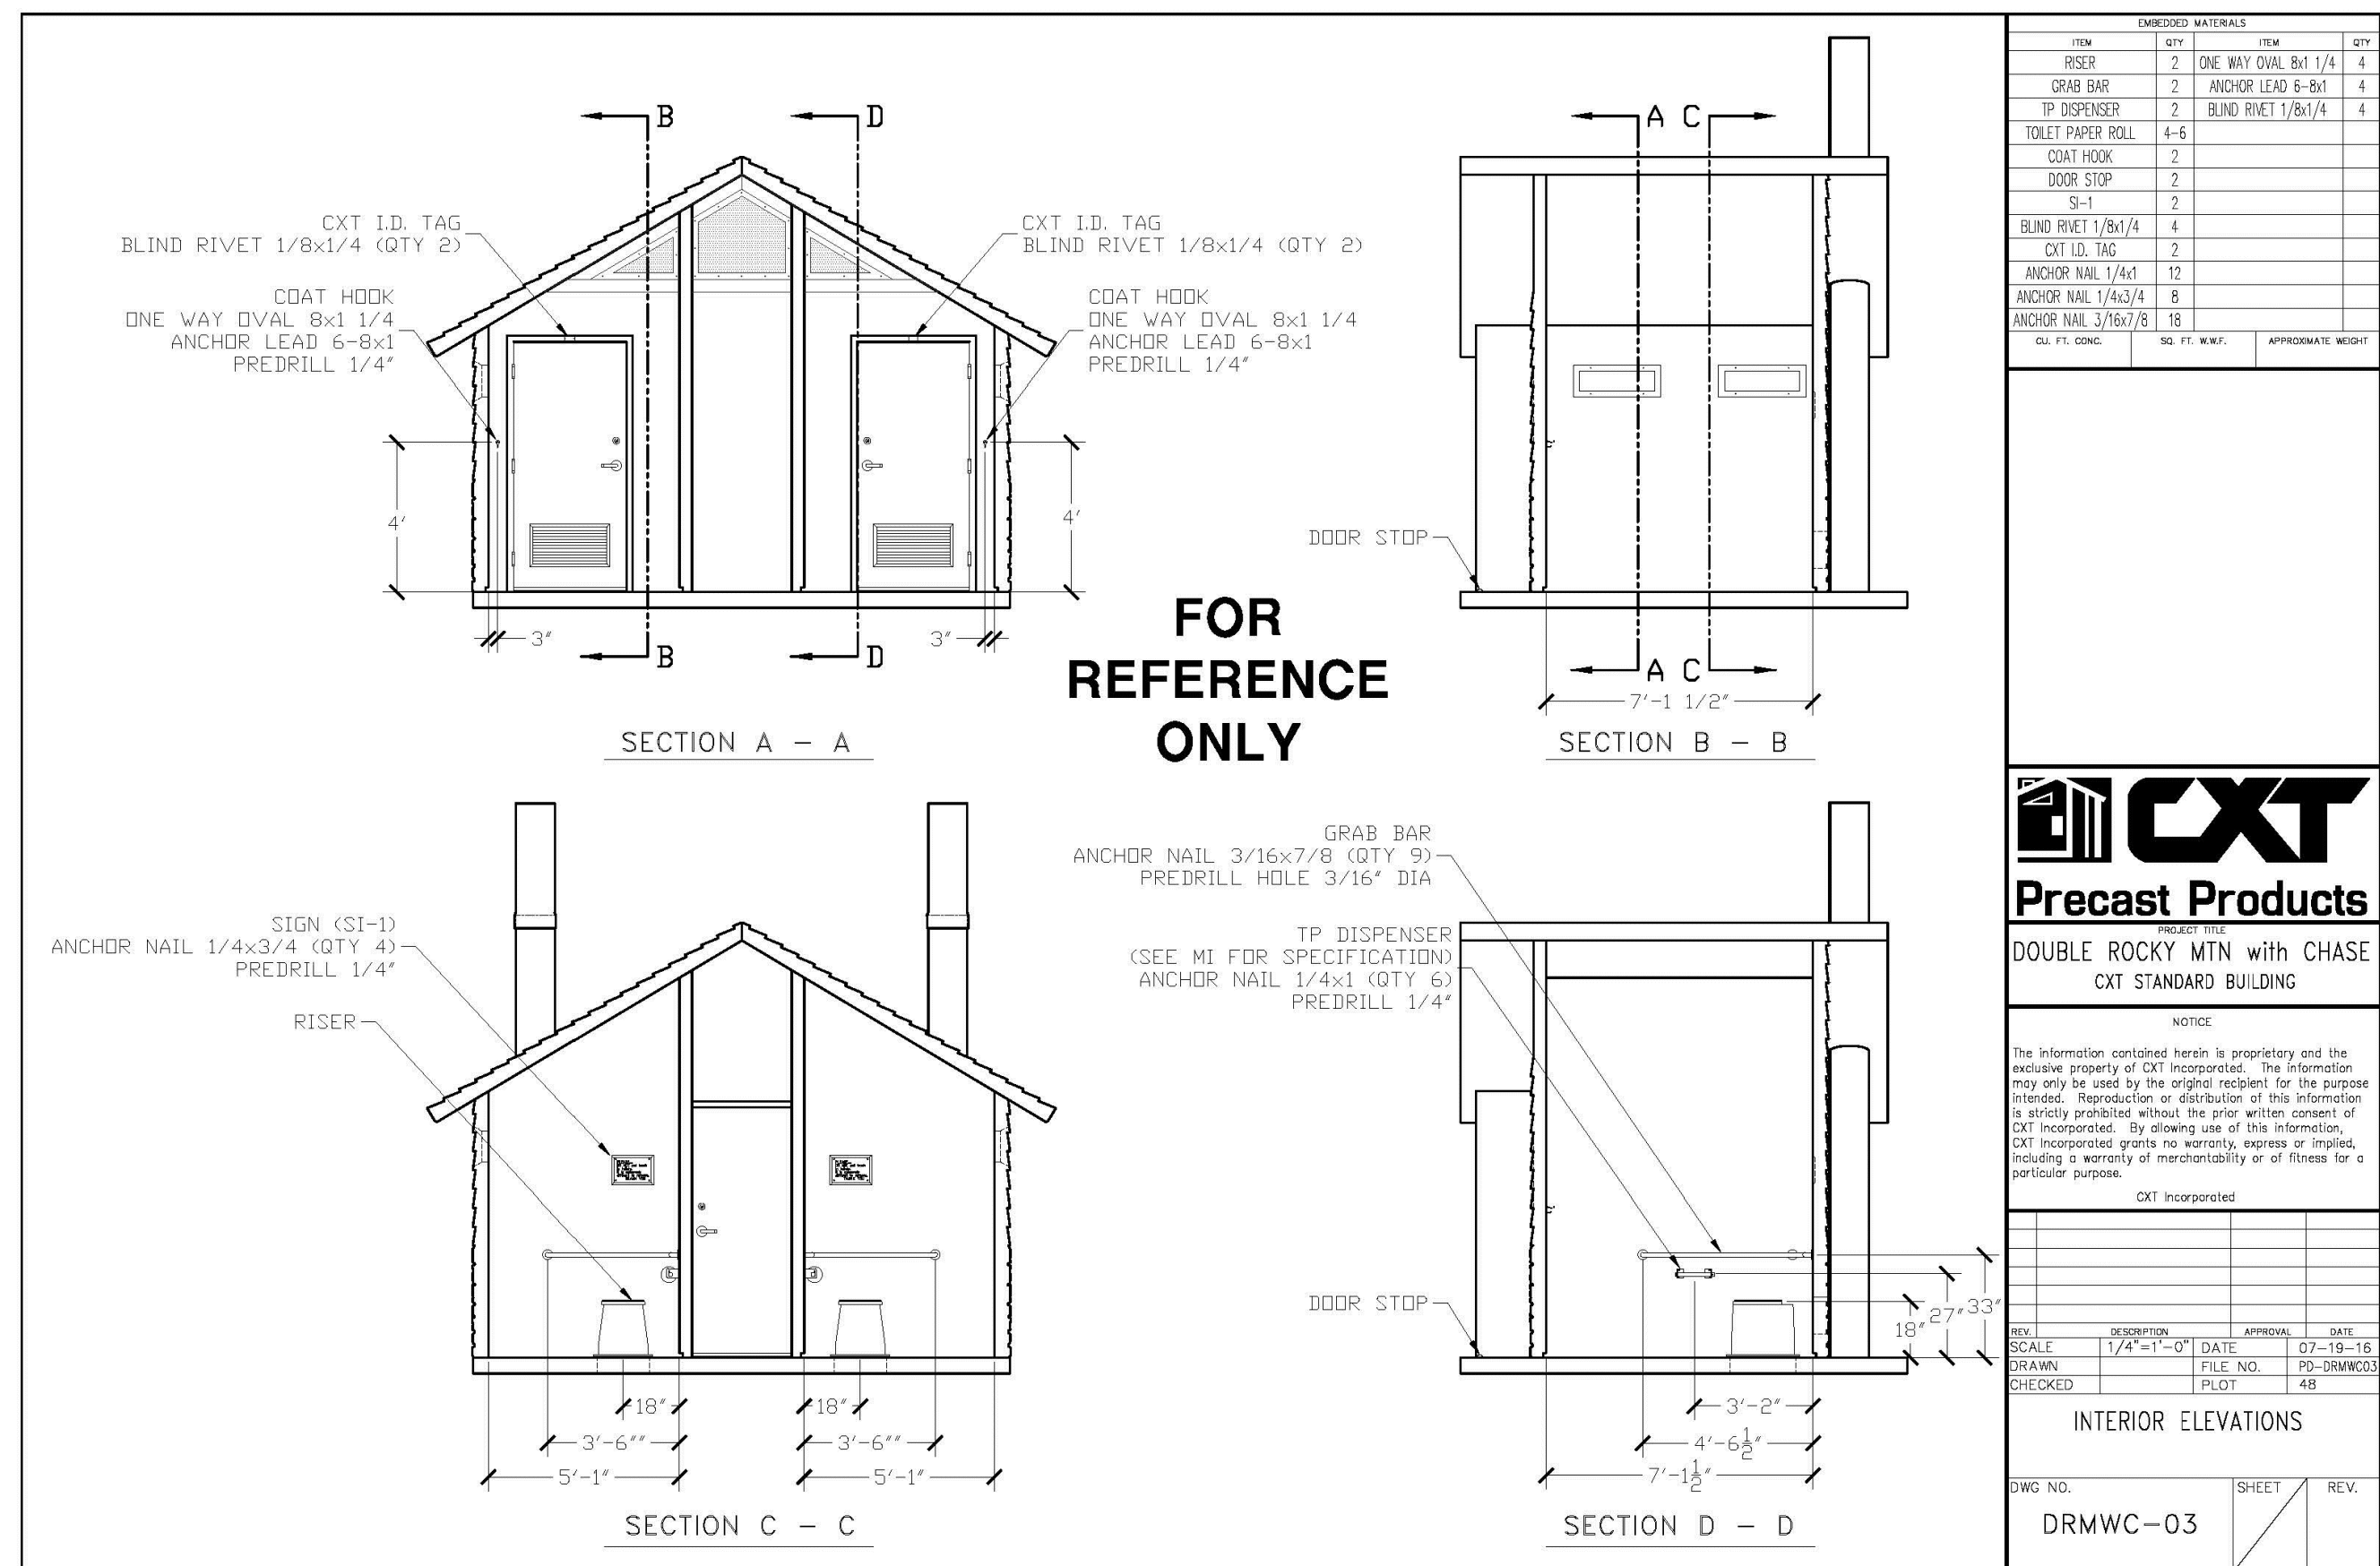 B
D
CXT I.D. TAG
BLIND RIVET 1/8x1/4 (QTY 2)
CXT I.D. TAG
BLIND RIVET 1/8x1/4 (QTY 2)
COAT HOOK
ONE WAY OVAL 8x1 1/4
ANCHOR LEAD 6-8x1
PREDRILL 1/4"
COAT HOOK
ONE WAY OVAL 8x1 1/4
ANCHOR LEAD 6-8x1
PREDRILL 1/4"
4'
4'
3"
3"
B
D
SECTION A - A
FOR
REFERENCE
ONLY
A C
DOOR STOP
A C
7'-1 1/2"
SECTION B - B
SIGN (SI-1)
ANCHOR NAIL 1/4x3/4 (QTY 4)
PREDRILL 1/4"
RISER
18"
18"
3'-6""
3'-6""
5'-1"
5'-1"
SECTION C - C
GRAB BAR
ANCHOR NAIL 3/16x7/8 (QTY 9)
PREDRILL HOLE 3/16" DIA
TP DISPENSER
(SEE MI FOR SPECIFICATION)
ANCHOR NAIL 1/4x1 (QTY 6)
PREDRILL 1/4"
DOOR STOP
18"
27"
33"
3'-2"
4'-6 1/2"
7'-1 1/2"
SECTION D - D
EMBEDDED MATERIALS
ITEM QTY ITEM QTY
RISER 2 ONE WAY OVAL 8x1 1/4 4
GRAB BAR 2 ANCHOR LEAD 6-8x1 4
TP DISPENSER 2 BLIND RIVET 1/8x1/4 4
TOILET PAPER ROLL 4-6
COAT HOOK 2
DOOR STOP 2
SI-1 2
BLIND RIVET 1/8x1/4 4
CXT I.D. TAG 2
ANCHOR NAIL 1/4x1 12
ANCHOR NAIL 1/4x3/4 8
ANCHOR NAIL 3/16x7/8 18
CU. FT. CONC. SQ. FT. W.W.F. APPROXIMATE WEIGHT
CXT
Precast Products
PROJECT TITLE
DOUBLE ROCKY MTN with CHASE
CXT STANDARD BUILDING
NOTICE
The information contained herein is proprietary and the
exclusive property of CXT Incorporated. The information
may only be used by the original recipient for the purpose
intended. Reproduction or distribution of this information
is strictly prohibited without the prior written consent of
CXT Incorporated. By allowing use of this information,
CXT Incorporated grants no warranty, express or implied,
including a warranty of merchantability or of fitness for a
particular purpose.
CXT Incorporated
REV. DESCRIPTION APPROVAL DATE
SCALE 1/4"=1'-0" DATE 07-19-16
DRAWN FILE NO. PD-DRMWC03
CHECKED PLOT 48
INTERIOR ELEVATIONS
DWG NO. SHEET REV.
DRMWC-03